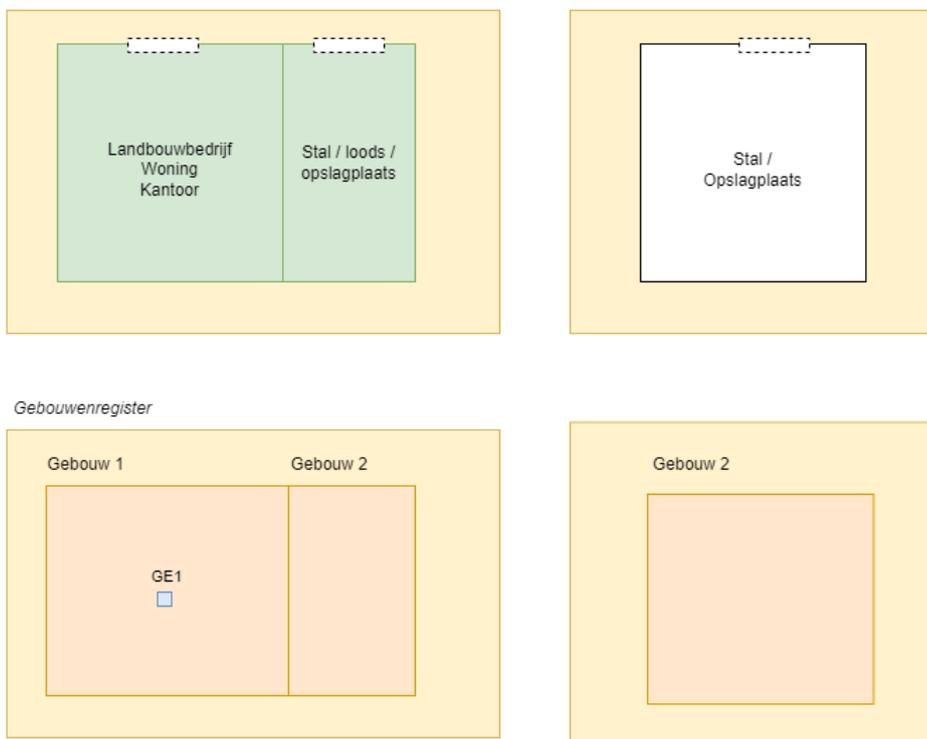 Landbouwbedrijf
Woning
Kantoor
Stal / loods /
opslagplaats
Stal /
Opslagplaats
Gebouwenregister
Gebouw 1
Gebouw 2
GE1
Gebouw 2